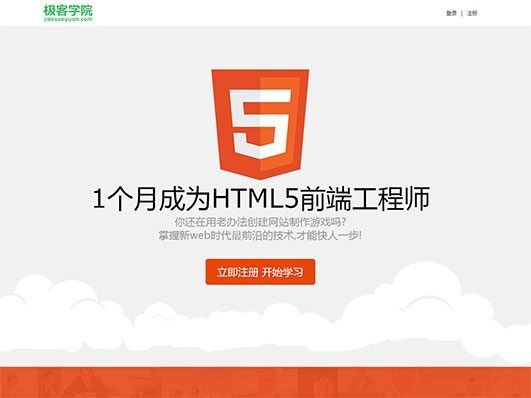 极客学院
jikexueyuan.com
登录 | 注册
5
1个月成为HTML5前端工程师
你还在用老办法创建网站制作游戏吗?
掌握新web时代最前沿的技术,才能快人一步!
立即注册 开始学习